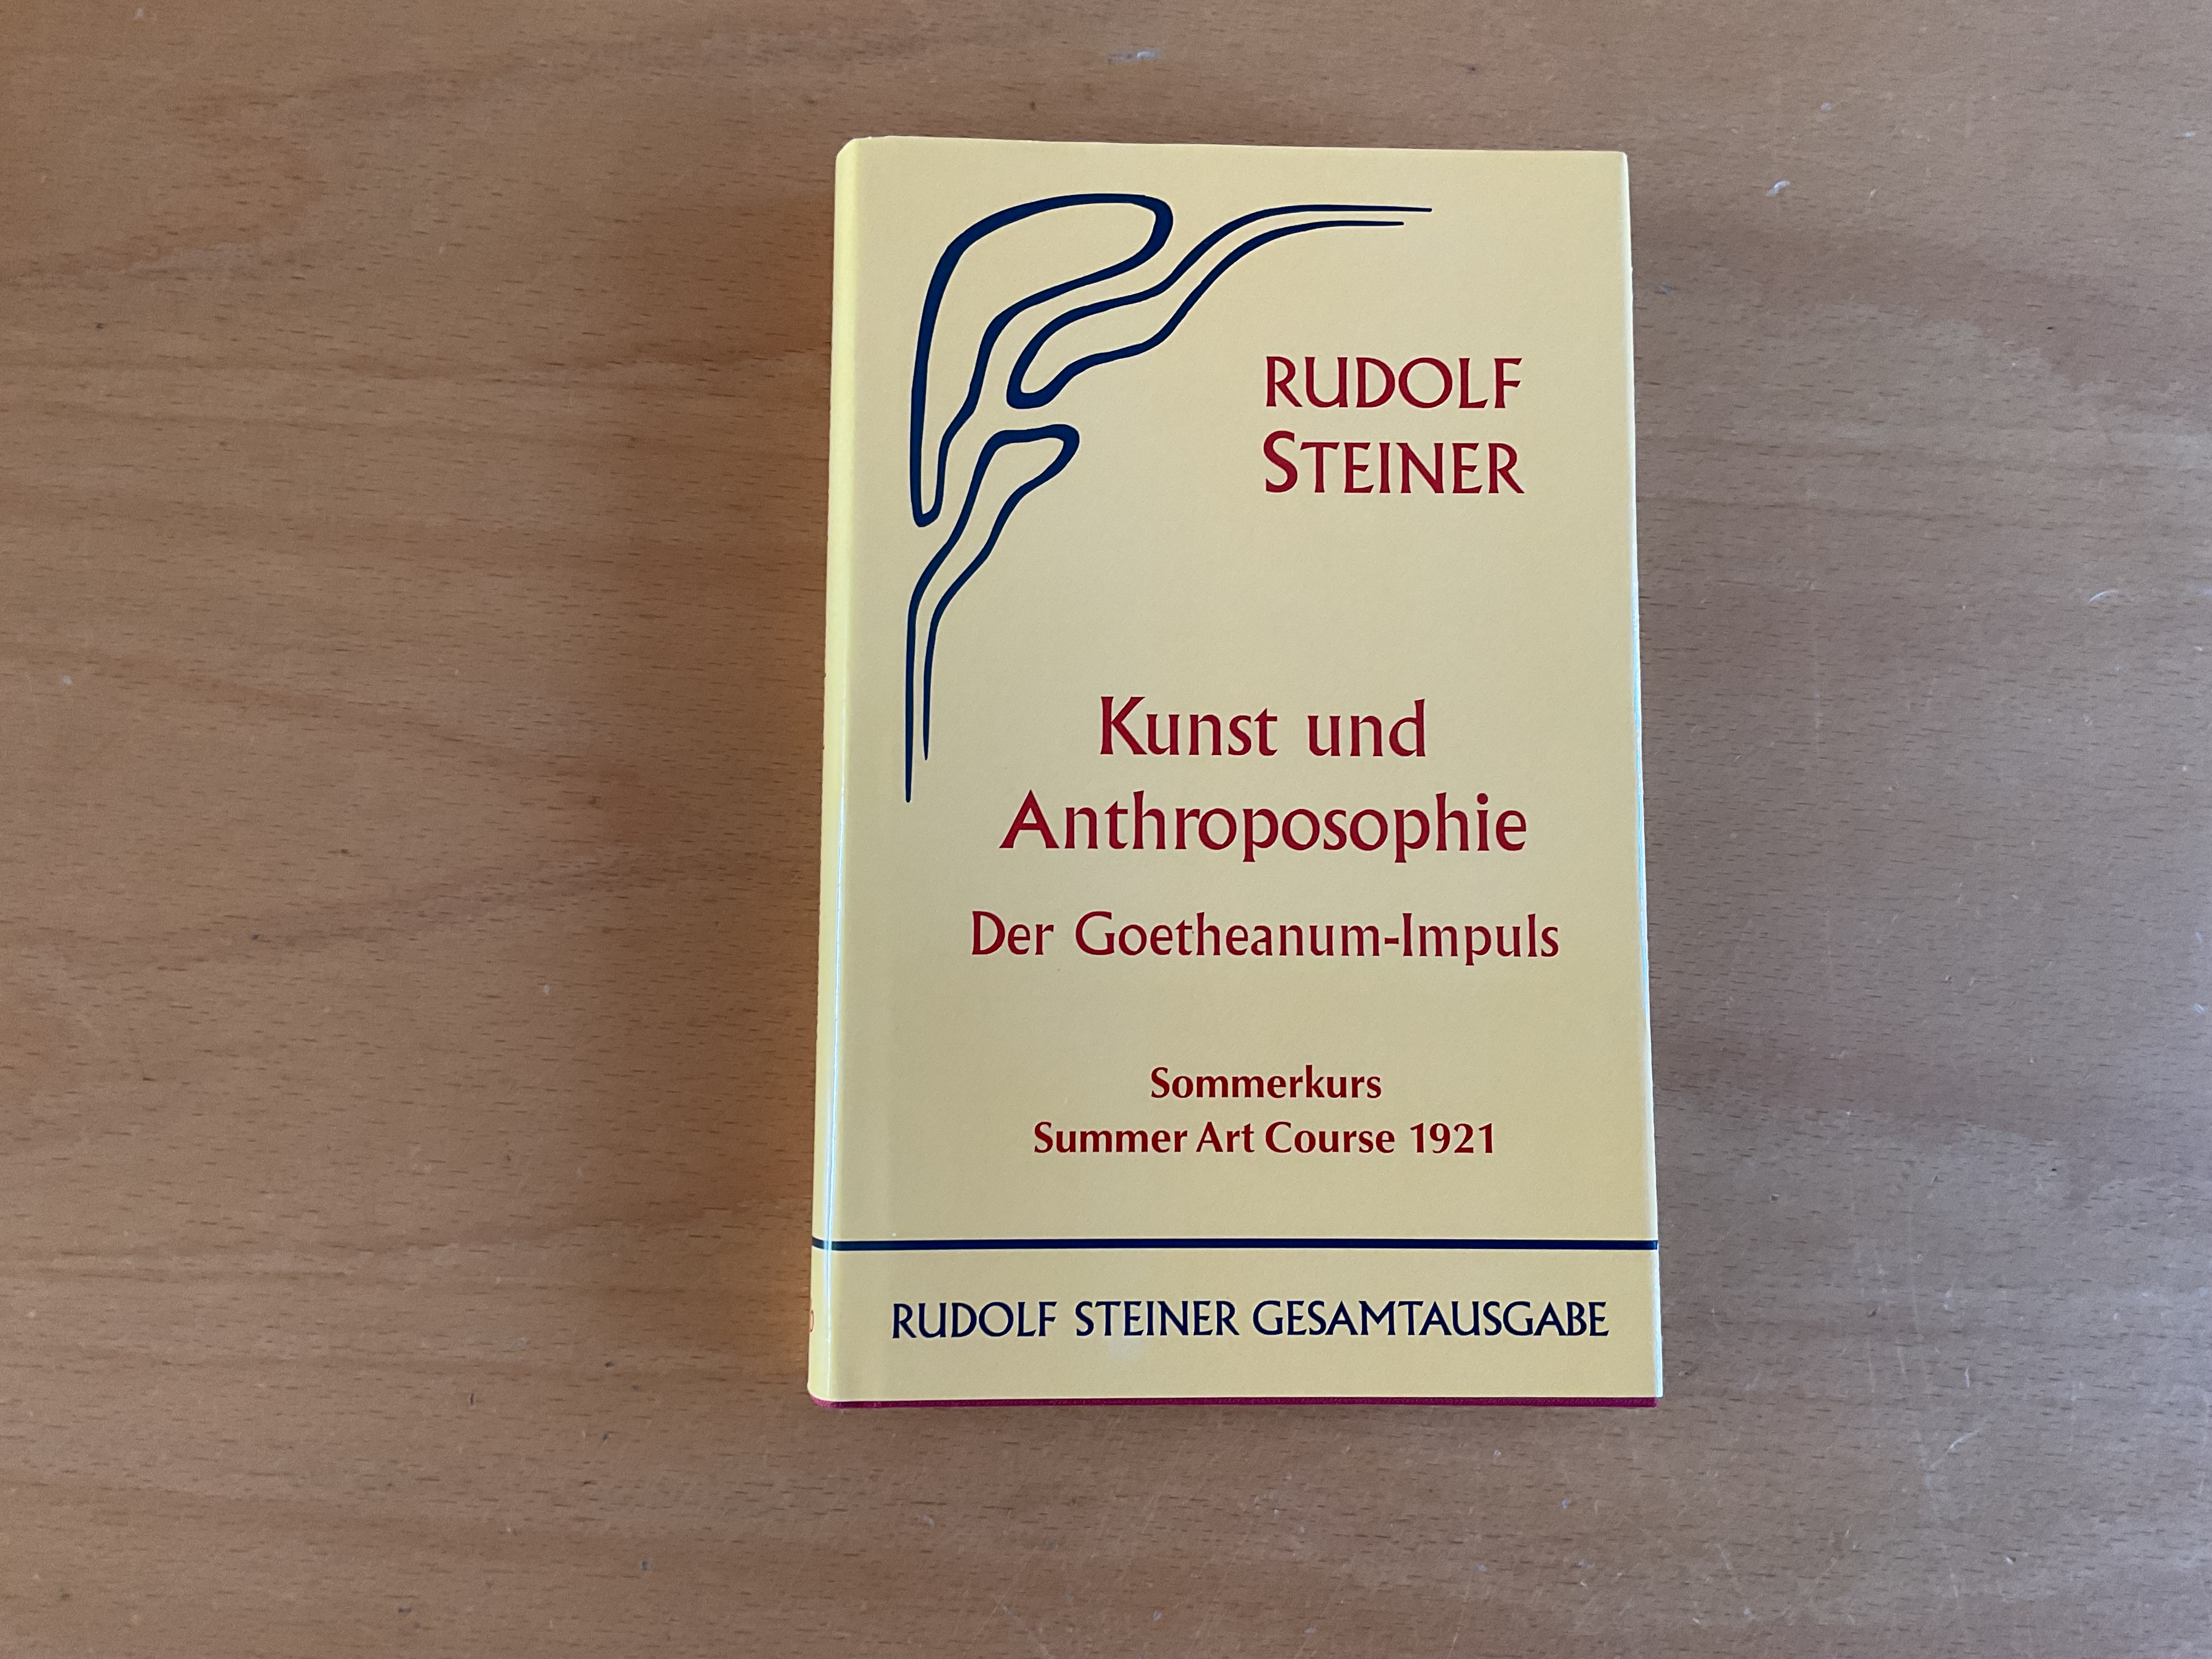 RUDOLF
STEINER
Kunst und
Anthroposophie
Der Goetheanum-Impuls
Sommerkurs
Summer Art Course 1921
RUDOLF STEINER GESAMTAUSGABE